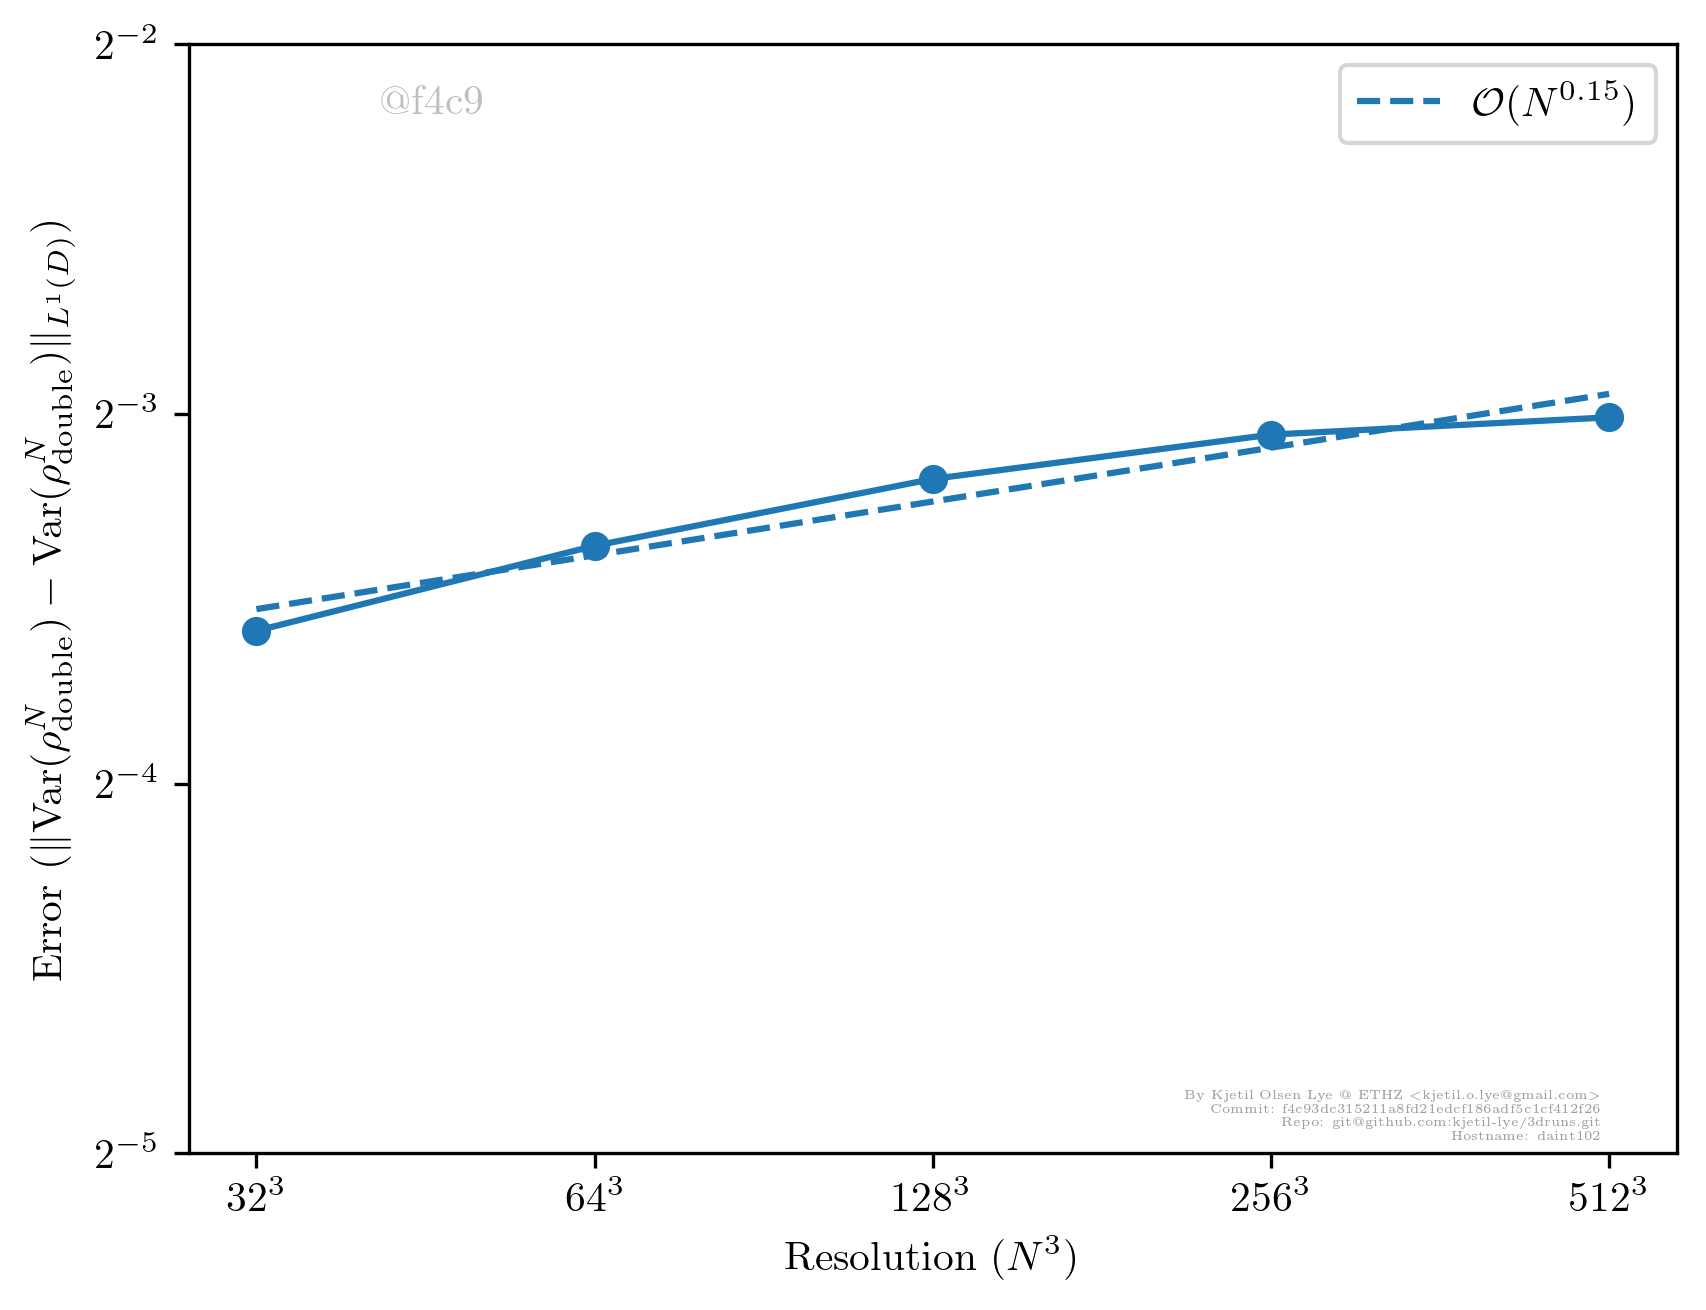 @f4c9
𝒪(N^0.15)
2^−2
2^−3
2^−4
2^−5
Error (||Var(ρ^N_double) − Var(ρ^N_double)||_L^1(D))
By Kjetil Olsen Lye @ ETHZ <kjetil.o.lye@gmail.com>
Commit: f4c93dc315211a8fd21edcf186adf5c1cf412f26
Repo: git@github.com:kjetil-lye/3druns.git
Hostname: daint102
32^3 64^3 128^3 256^3 512^3
Resolution (N^3)